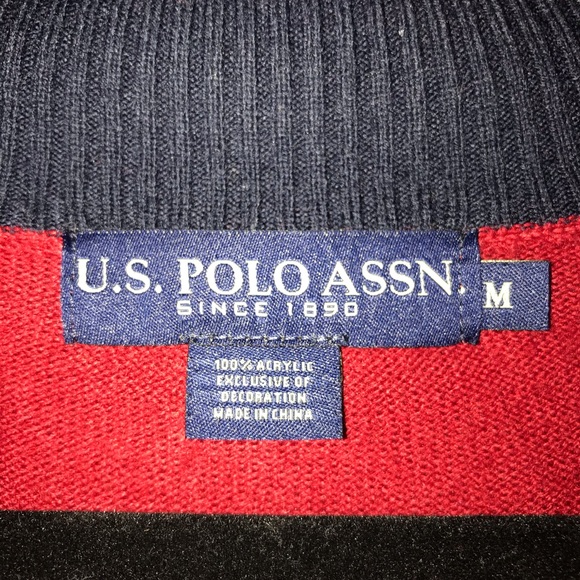 U.S. POLO ASSN.
SINCE 1890
M
100% ACRYLIC
EXCLUSIVE OF
DECORATION
MADE IN CHINA